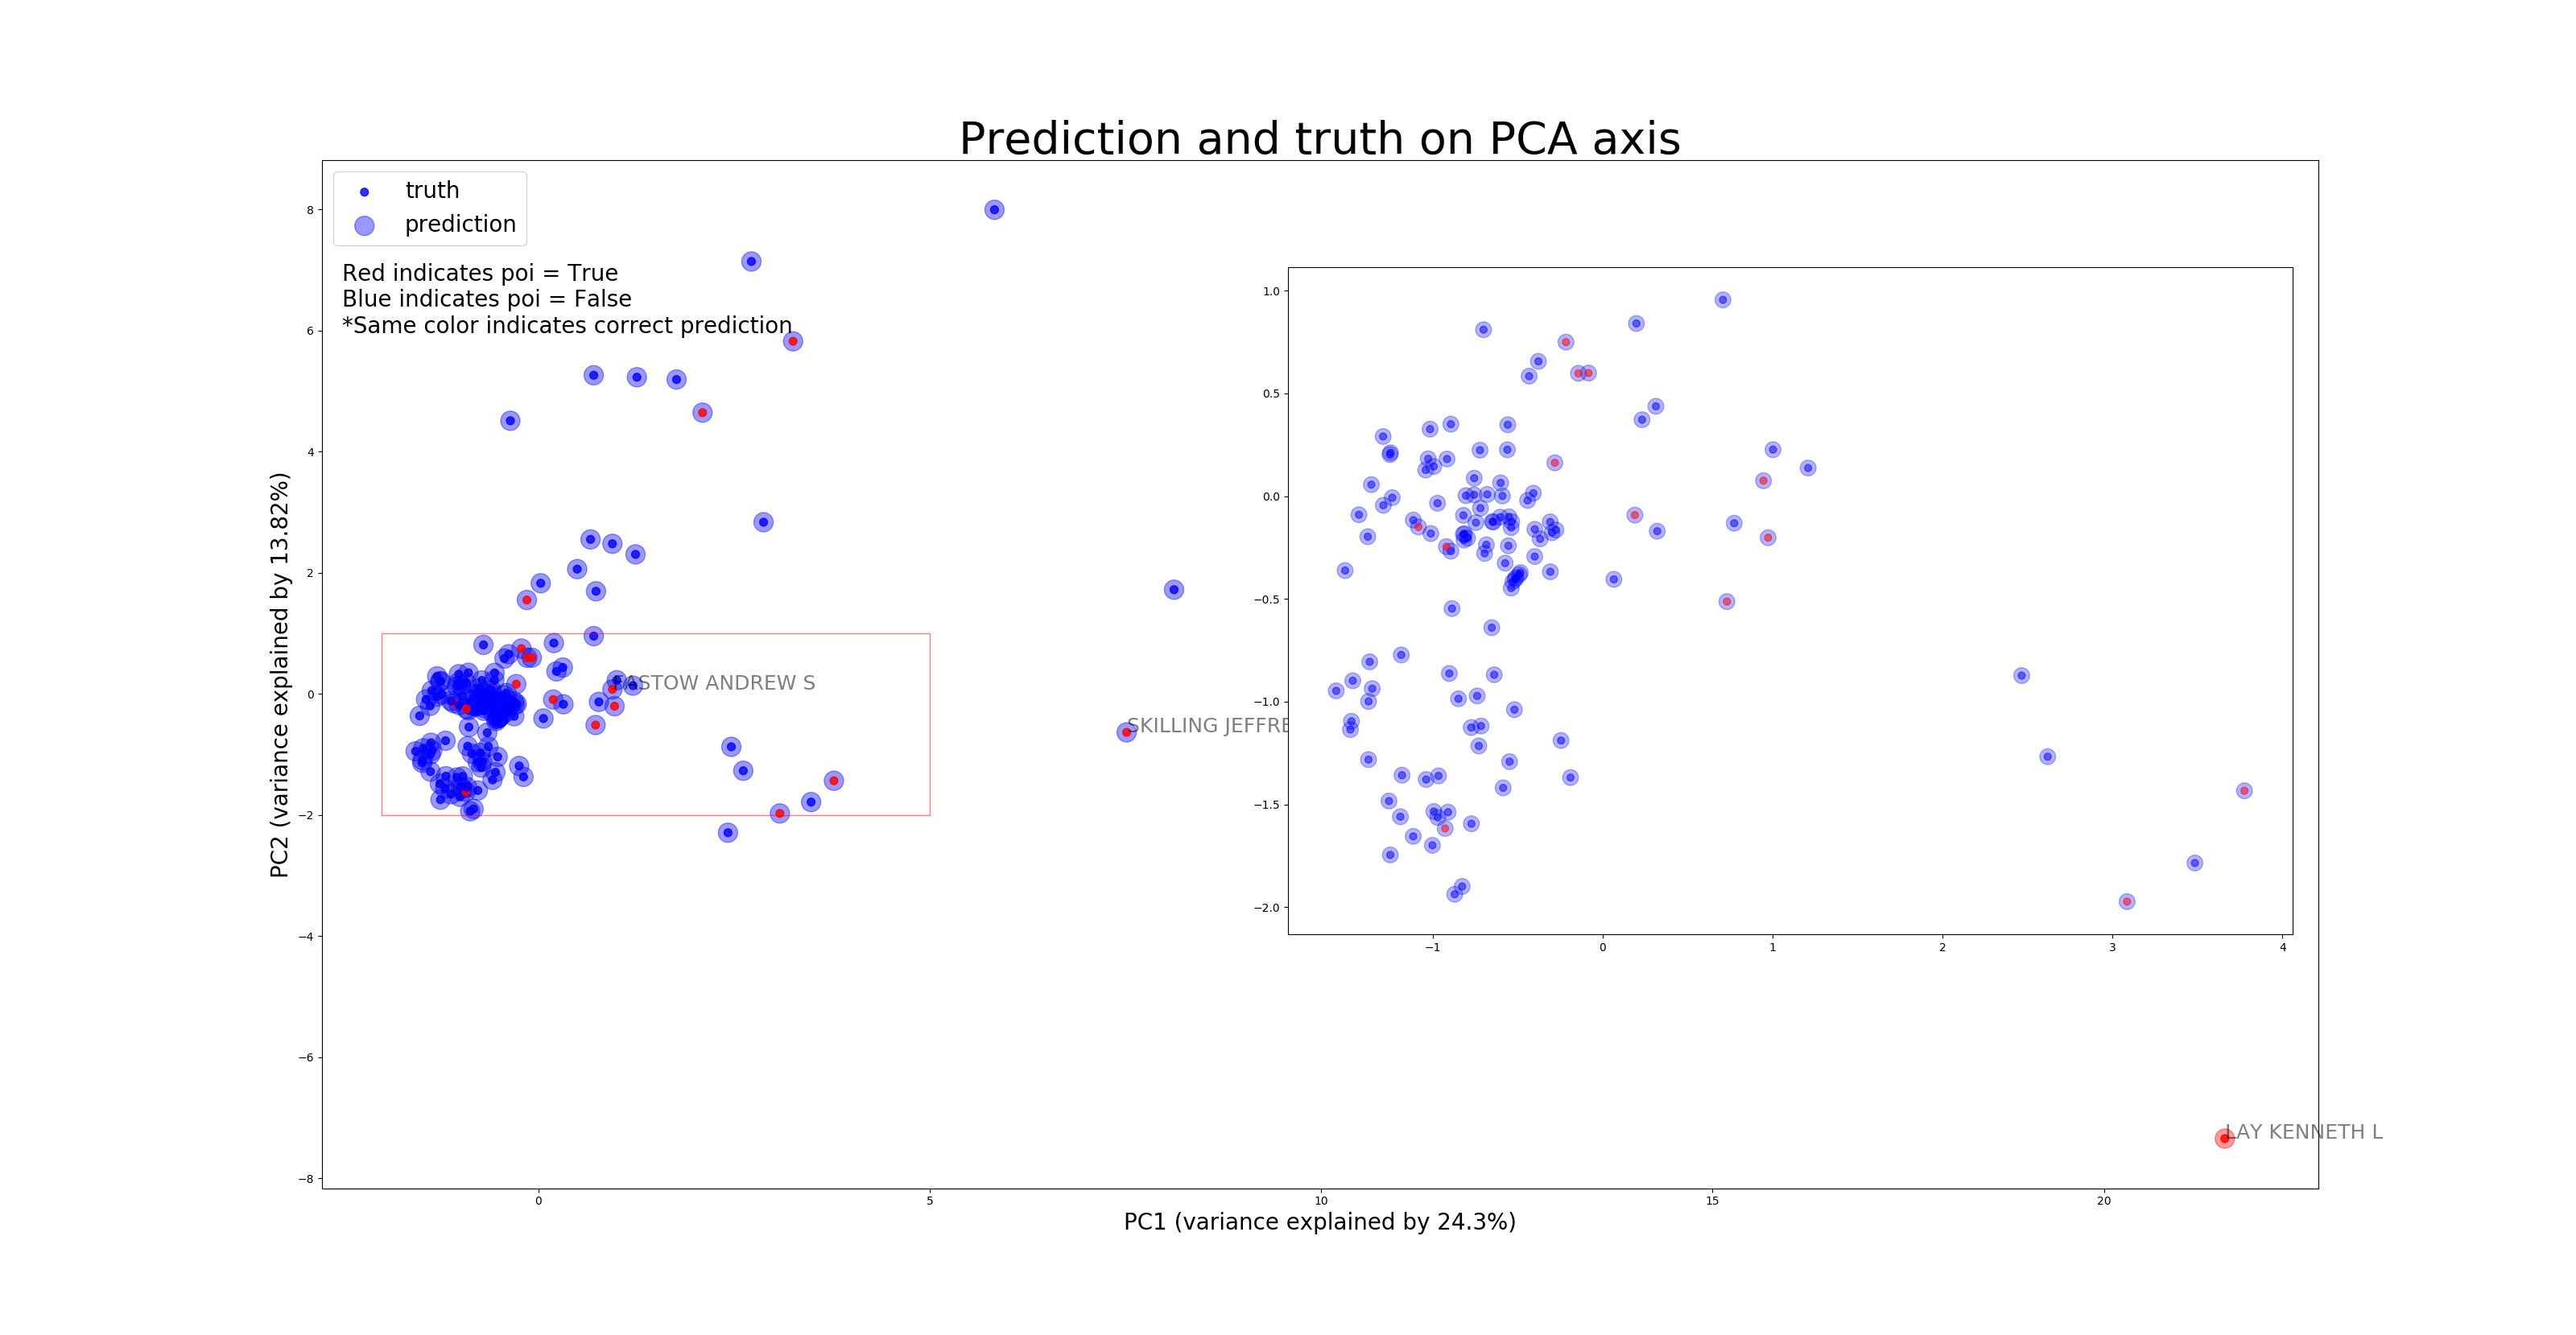 Prediction and truth on PCA axis
truth
prediction
Red indicates poi = True
Blue indicates poi = False
*Same color indicates correct prediction
8
6
4
2
0
−2
−4
−6
−8
PC2 (variance explained by 13.82%)
ASTOW ANDREW S
SKILLING JEFFRE
LAY KENNETH L
1.0
0.5
0.0
−0.5
−1.0
−1.5
−2.0
−1 0 1 2 3 4
0 5 10 15 20
PC1 (variance explained by 24.3%)